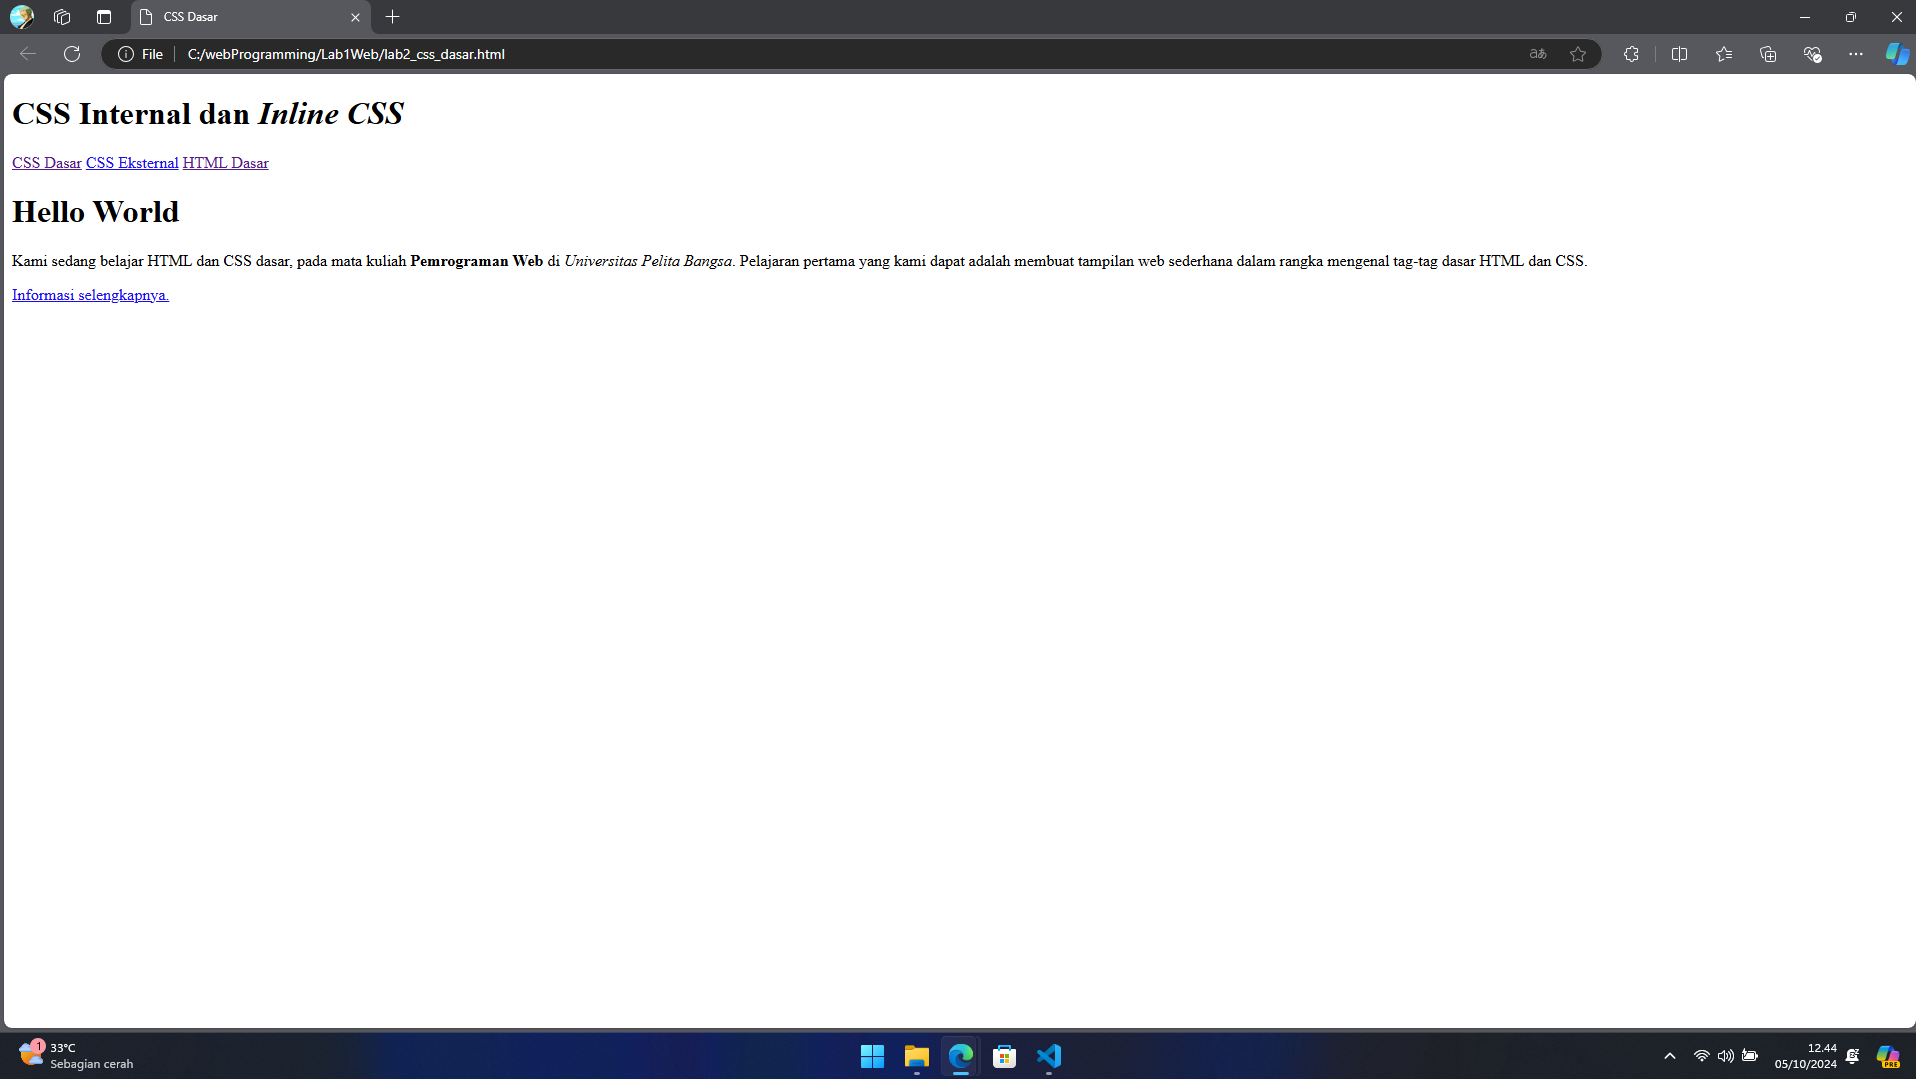 CSS Dasar
File
C:/webProgramming/Lab1Web/lab2_css_dasar.html
aあ
CSS Internal dan Inline CSS
CSS Dasar CSS Eksternal HTML Dasar
Hello World
Kami sedang belajar HTML dan CSS dasar, pada mata kuliah Pemrograman Web di Universitas Pelita Bangsa. Pelajaran pertama yang kami dapat adalah membuat tampilan web sederhana dalam rangka mengenal tag-tag dasar HTML dan CSS.
Informasi selengkapnya.
1
33°C
Sebagian cerah
12.44
05/10/2024
PRE